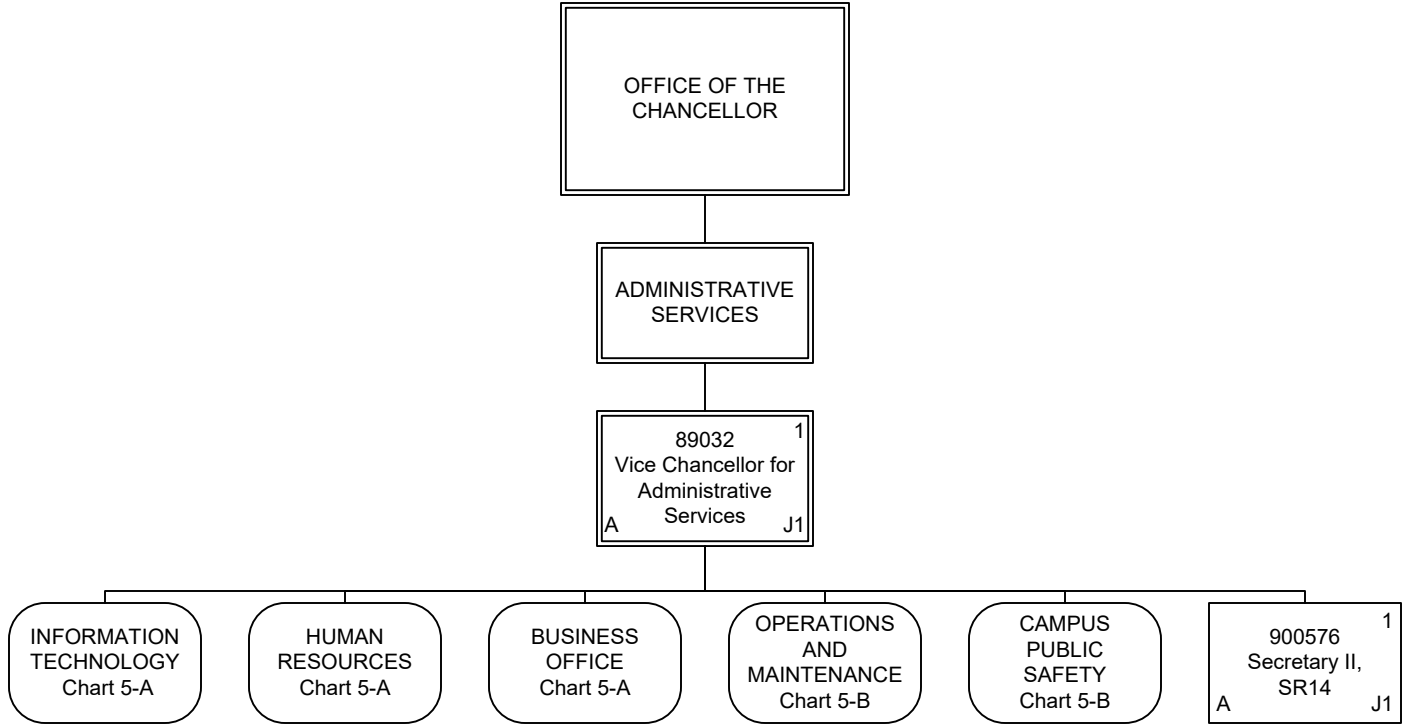 OFFICE OF THE
CHANCELLOR
ADMINISTRATIVE
SERVICES
1
89032
Vice Chancellor for
Administrative
Services
A
J1
INFORMATION
TECHNOLOGY
Chart 5-A
HUMAN
RESOURCES
Chart 5-A
BUSINESS
OFFICE
Chart 5-A
OPERATIONS
AND
MAINTENANCE
Chart 5-B
CAMPUS
PUBLIC
SAFETY
Chart 5-B
1
900576
Secretary II,
SR14
A
J1